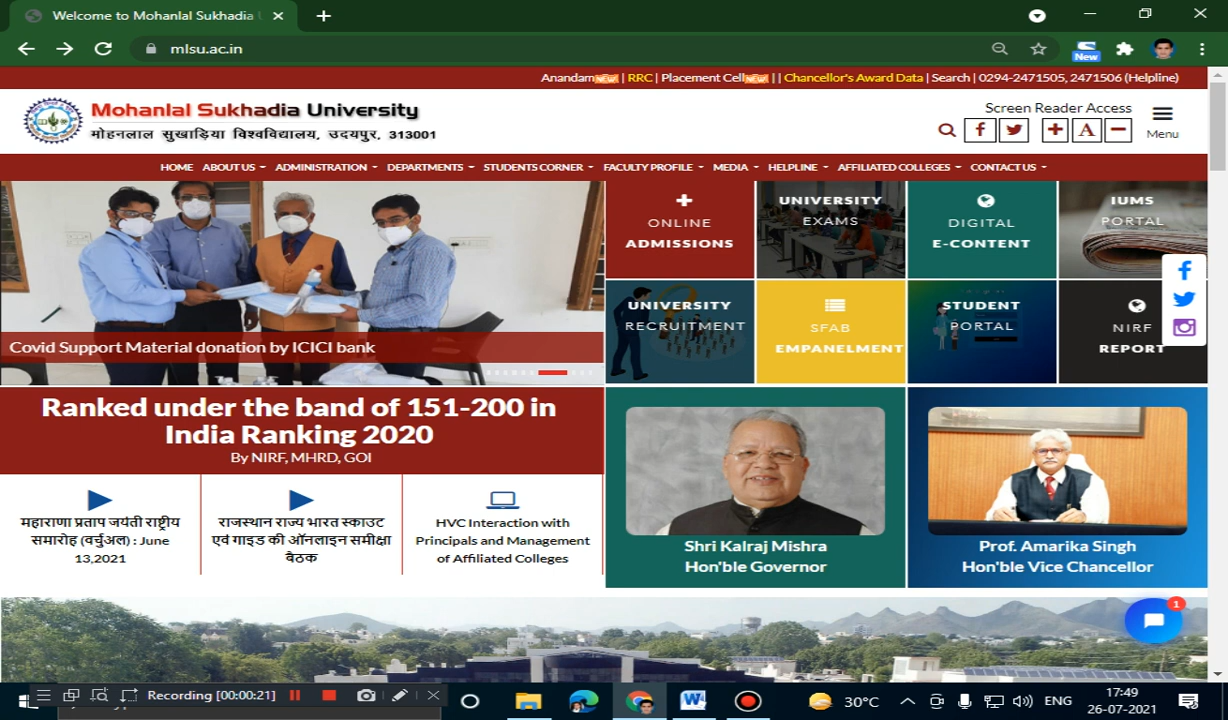 Welcome to Mohanlal Sukhadia U
mlsu.ac.in
New
Anandam NEW | RRC | Placement Cell NEW | | Chancellor's Award Data | Search | 0294-2471505, 2471506 (Helpline)
Mohanlal Sukhadia University
मोहनलाल सुखाड़िया विश्वविद्यालय, उदयपुर, 313001
Screen Reader Access
A
Menu
HOME ABOUT US ADMINISTRATION DEPARTMENTS STUDENTS CORNER FACULTY PROFILE MEDIA HELPLINE AFFILIATED COLLEGES CONTACT US
Covid Support Material donation by ICICI bank
ONLINE
ADMISSIONS
UNIVERSITY
EXAMS
DIGITAL
E-CONTENT
IUMS
PORTAL
UNIVERSITY
RECRUITMENT
SFAB
EMPANELMENT
STUDENT
PORTAL
NIRF
REPORT
Ranked under the band of 151-200 in
India Ranking 2020
By NIRF, MHRD, GOI
महाराणा प्रताप जयंती राष्ट्रीय
समारोह (वर्चुअल) : June
13,2021
राजस्थान राज्य भारत स्काउट
एवं गाइड की ऑनलाइन समीक्षा
बैठक
HVC Interaction with
Principals and Management
of Affiliated Colleges
Shri Kalraj Mishra
Hon'ble Governor
Prof. Amarika Singh
Hon'ble Vice Chancellor
1
Recording [00:00:21]
30°C
ENG
17:49
26-07-2021